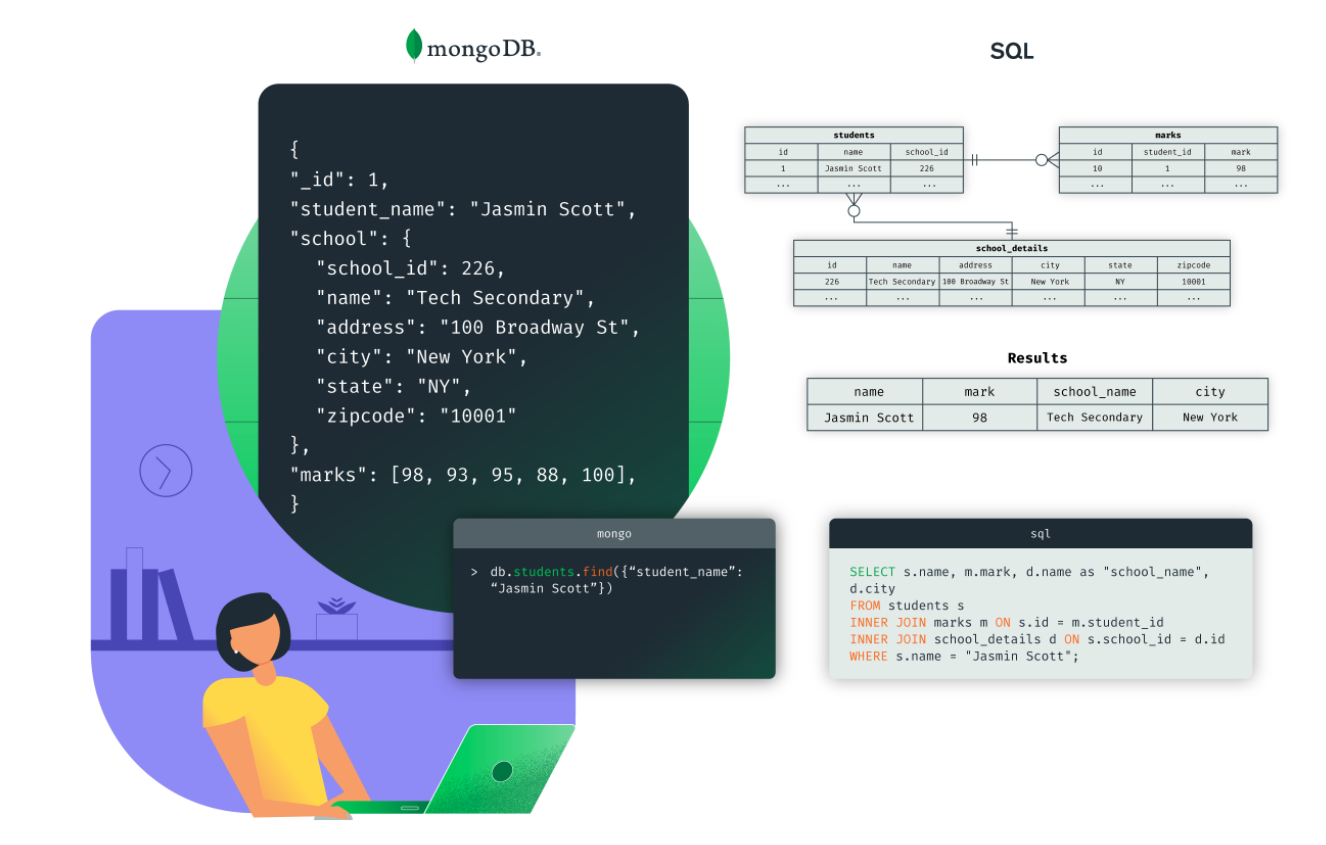 mongoDB.
{
"_id": 1,
"student_name": "Jasmin Scott",
"school": {
"school_id": 226,
"name": "Tech Secondary",
"address": "100 Broadway St",
"city": "New York",
"state": "NY",
"zipcode": "10001"
},
"marks": [98, 93, 95, 88, 100],
}
mongo
> db.students.find({“student_name”:
“Jasmin Scott”})
SQL
students
id name school_id
1 Jasmin Scott 226
... ... ...
marks
id student_id mark
10 1 98
... ... ...
school_details
id name address city state zipcode
226 Tech Secondary 100 Broadway St New York NY 10001
... ... ... ... ... ...
Results
name mark school_name city
Jasmin Scott 98 Tech Secondary New York
sql
SELECT s.name, m.mark, d.name as "school_name",
d.city
FROM students s
INNER JOIN marks m ON s.id = m.student_id
INNER JOIN school_details d ON s.school_id = d.id
WHERE s.name = "Jasmin Scott";